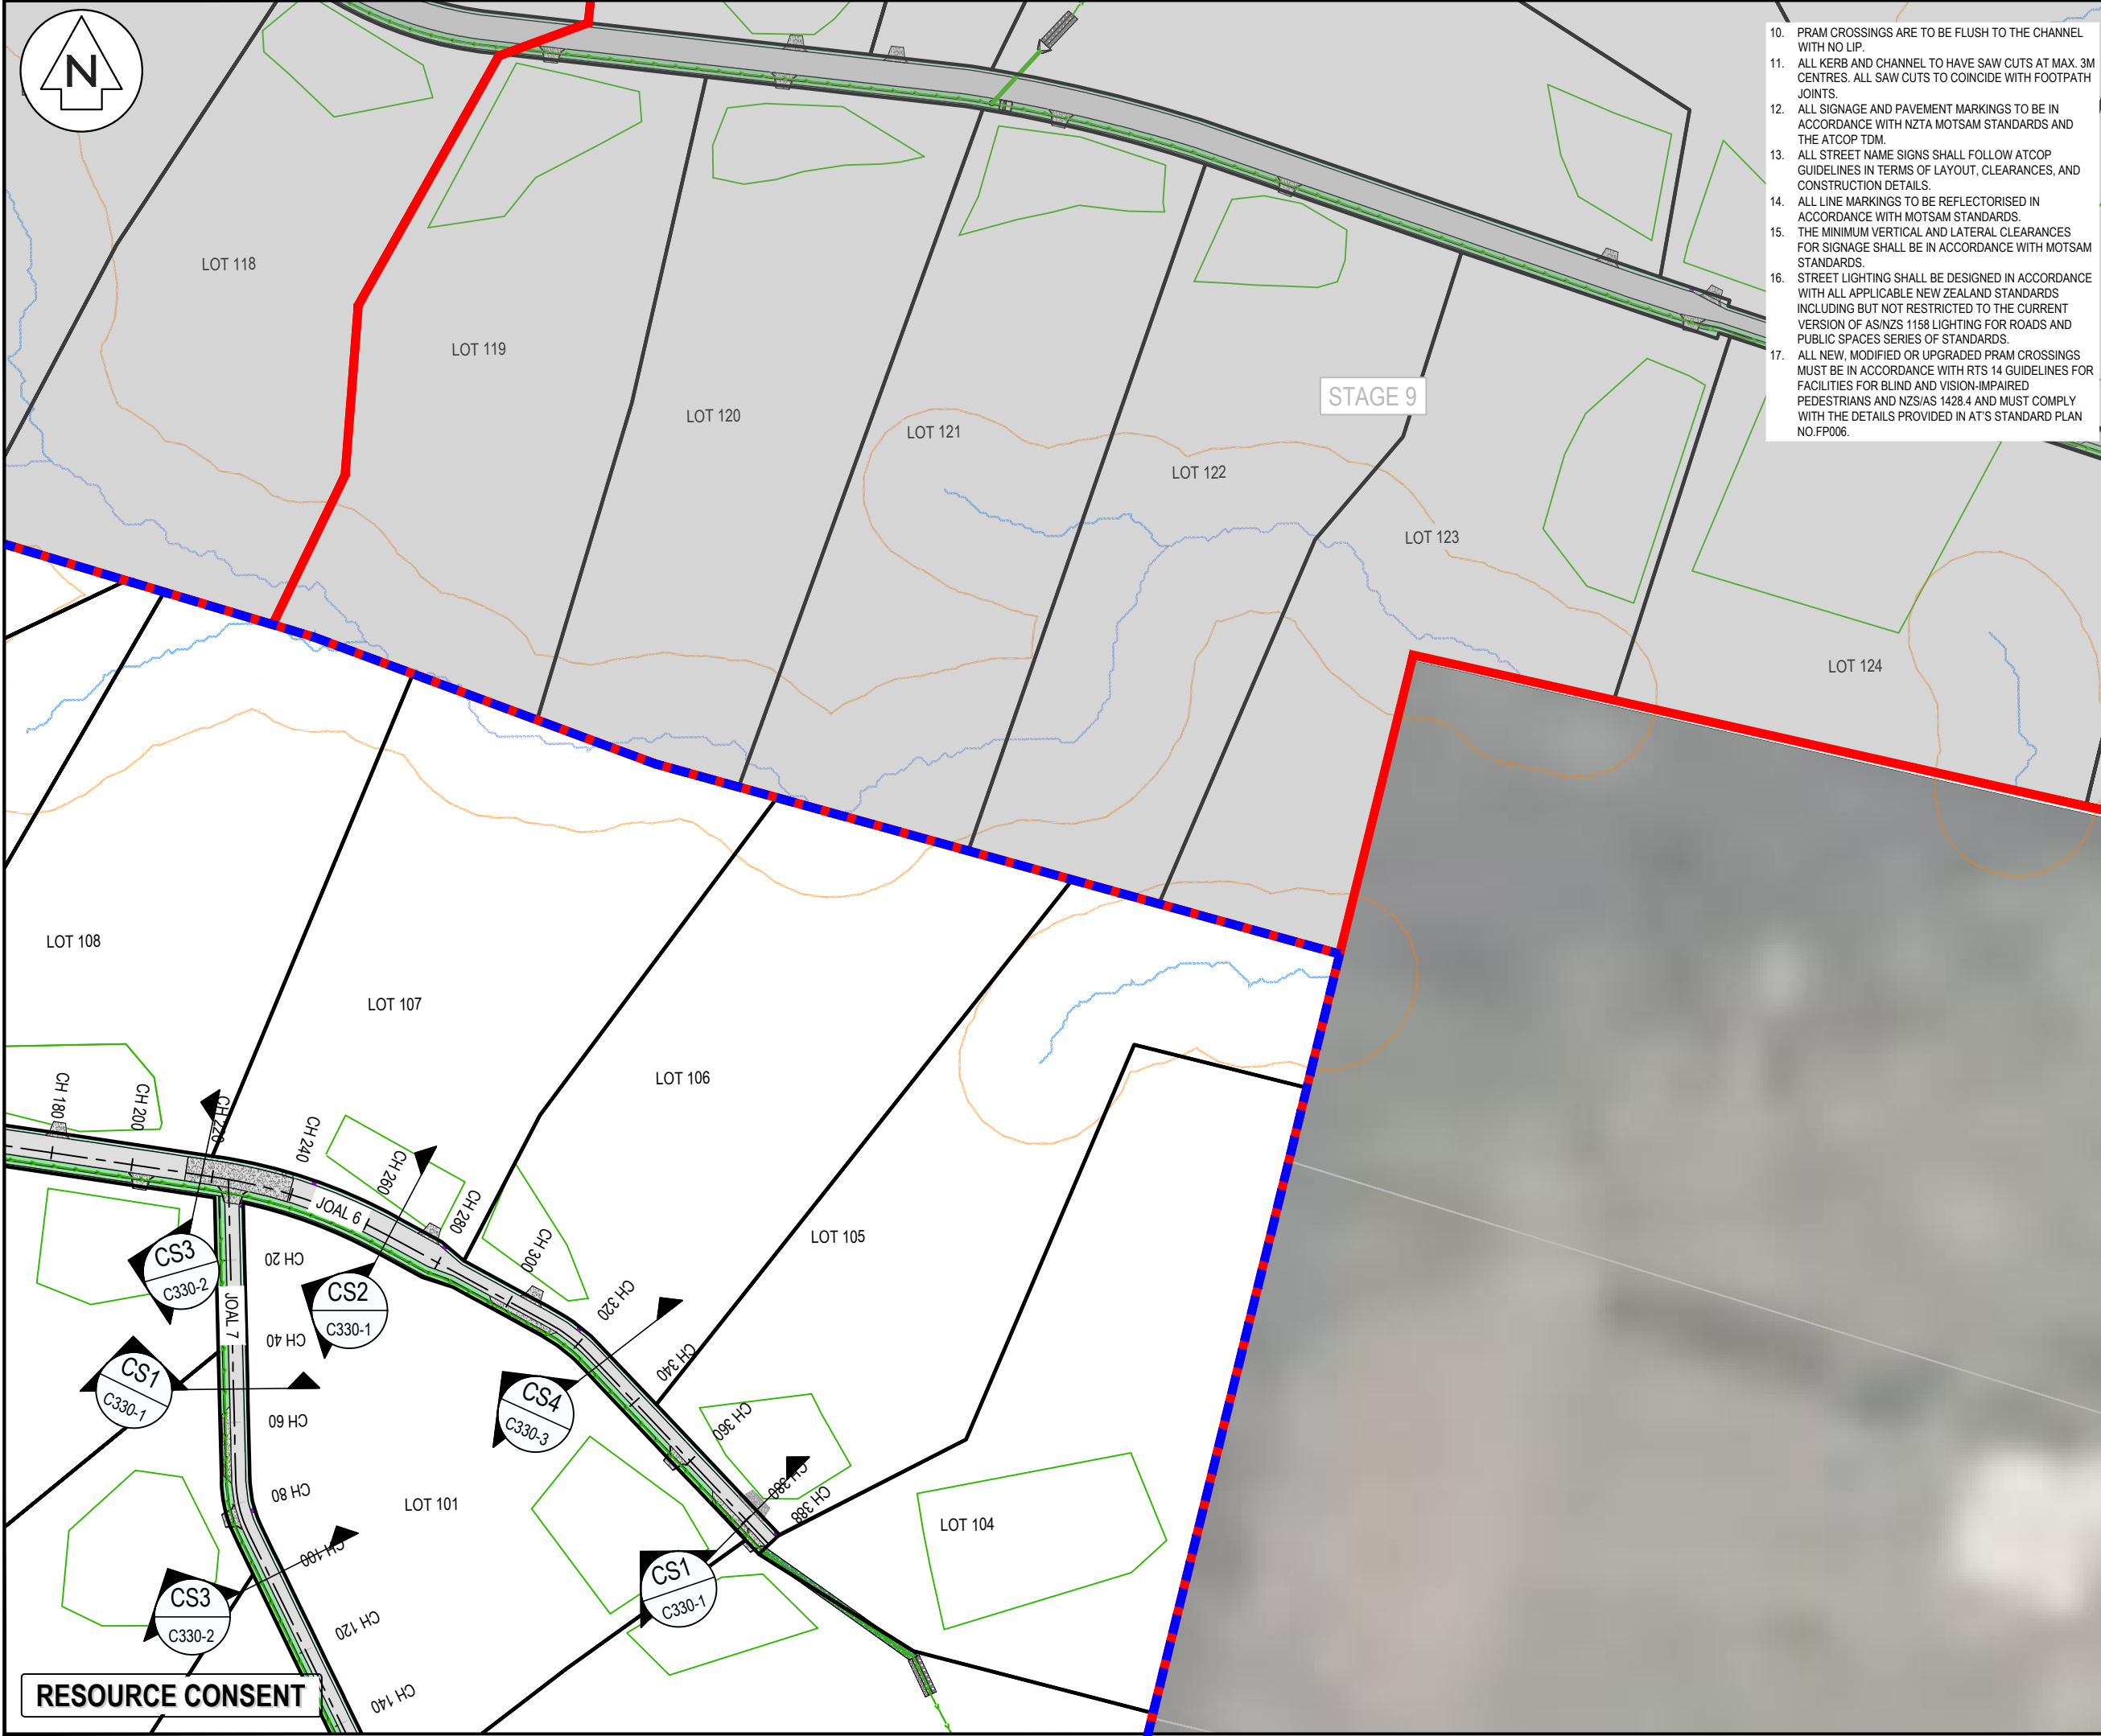 N
10. PRAM CROSSINGS ARE TO BE FLUSH TO THE CHANNEL
WITH NO LIP.
11. ALL KERB AND CHANNEL TO HAVE SAW CUTS AT MAX. 3M
CENTRES. ALL SAW CUTS TO COINCIDE WITH FOOTPATH
JOINTS.
12. ALL SIGNAGE AND PAVEMENT MARKINGS TO BE IN
ACCORDANCE WITH NZTA MOTSAM STANDARDS AND
THE ATCOP TDM.
13. ALL STREET NAME SIGNS SHALL FOLLOW ATCOP
GUIDELINES IN TERMS OF LAYOUT, CLEARANCES, AND
CONSTRUCTION DETAILS.
14. ALL LINE MARKINGS TO BE REFLECTORISED IN
ACCORDANCE WITH MOTSAM STANDARDS.
15. THE MINIMUM VERTICAL AND LATERAL CLEARANCES
FOR SIGNAGE SHALL BE IN ACCORDANCE WITH MOTSAM
STANDARDS.
16. STREET LIGHTING SHALL BE DESIGNED IN ACCORDANCE
WITH ALL APPLICABLE NEW ZEALAND STANDARDS
INCLUDING BUT NOT RESTRICTED TO THE CURRENT
VERSION OF AS/NZS 1158 LIGHTING FOR ROADS AND
PUBLIC SPACES SERIES OF STANDARDS.
17. ALL NEW, MODIFIED OR UPGRADED PRAM CROSSINGS
MUST BE IN ACCORDANCE WITH RTS 14 GUIDELINES FOR
FACILITIES FOR BLIND AND VISION-IMPAIRED
PEDESTRIANS AND NZS/AS 1428.4 AND MUST COMPLY
WITH THE DETAILS PROVIDED IN AT'S STANDARD PLAN
NO.FP006.
LOT 118
LOT 119
LOT 120
LOT 121
LOT 122
STAGE 9
LOT 123
LOT 124
LOT 108
LOT 107
LOT 106
LOT 105
CH 180
CH 200
CH 220
CH 240
CH 260
CH 280
CH 300
CH 320
CH 340
CH 360
CH 380
CH 388
JOAL 6
JOAL 7
CS3
C330-2
CS2
C330-1
CS1
C330-1
CS4
C330-3
CH 20
CH 40
CH 60
CH 80
CH 100
CH 120
CH 140
LOT 101
LOT 104
CS1
C330-1
CS3
C330-2
RESOURCE CONSENT